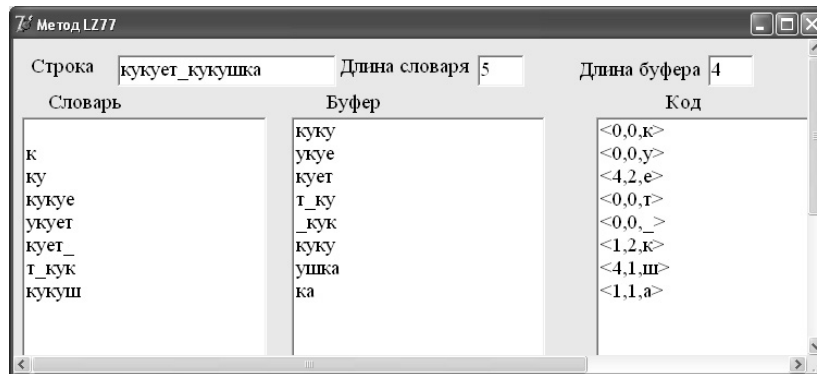 Метод LZ77
Строка кукует_кукушка Длина словаря 5 Длина буфера 4
Словарь Буфер Код
куку <0,0,к>
к укуе <0,0,у>
ку кует <4,2,е>
кукуе т_ку <0,0,т>
укует _кук <0,0,_>
кует_ куку <1,2,к>
т_кук ушка <4,1,ш>
кукуш ка <1,1,а>